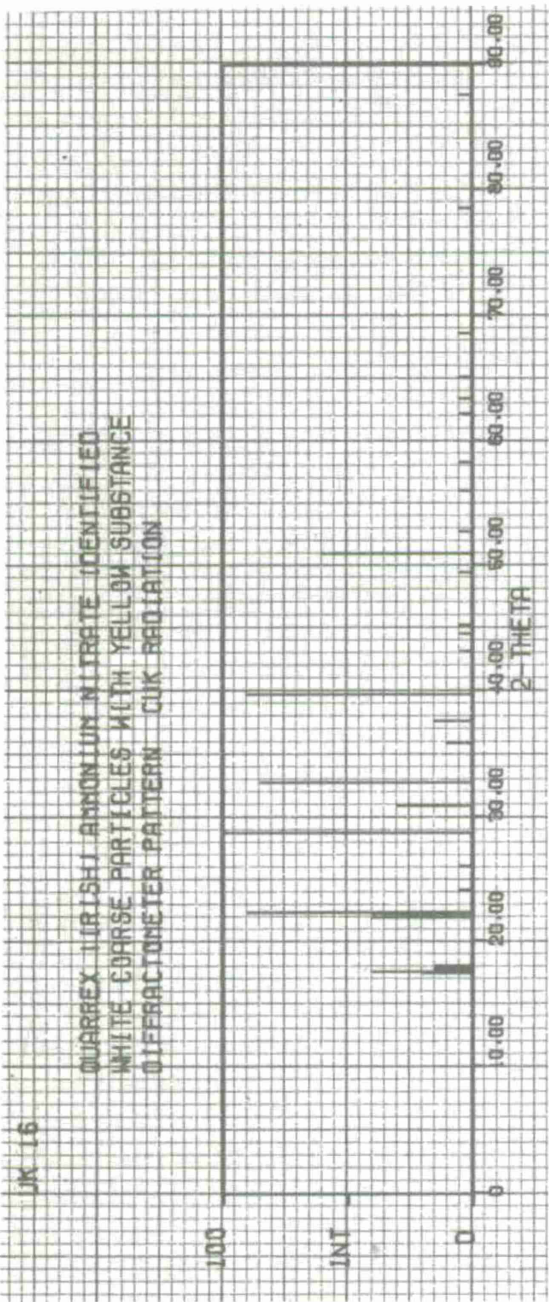 UK 16
QUARREX 1(IRISH) AMMONIUM NITRATE IDENTIFIED
WHITE COARSE PARTICLES WITH YELLOW SUBSTANCE
DIFFRACTOMETER PATTERN CUK RADIATION
100
INT
0
0 10.00 20.00 30.00 40.00 50.00 60.00 70.00 80.00 90.00
2-THETA